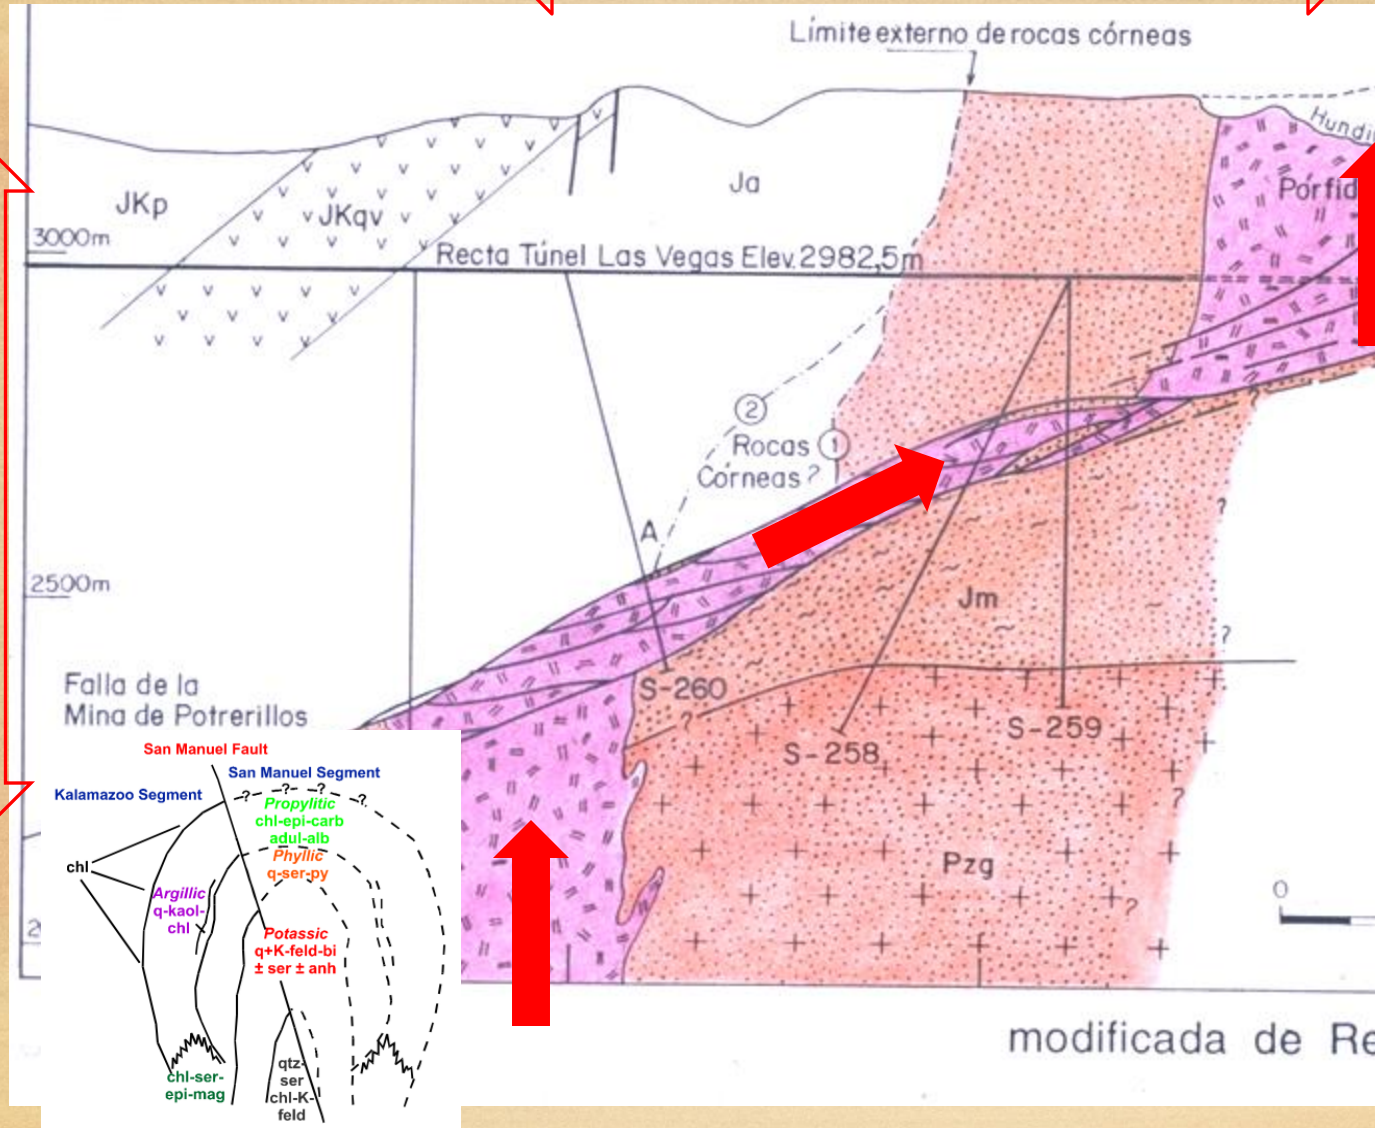 Límite externo de rocas córneas
JKp
JKqv
Ja
Pórfid
3000m
Recta Túnel Las Vegas Elev. 2982,5m
2
Rocas 1
Córneas ?
A
2500m
Jm
?
?
?
S-260
S-258
S-259
Falla de la
Mina de Potrerillos
Pzg
?
?
0
2
modificada de Re
San Manuel Fault
San Manuel Segment
Kalamazoo Segment
? ? ? ?
Propylitic
chl-epi-carb
adul-alb
Phyllic
q-ser-py
chl
Argillic
q-kaol-
chl
Potassic
q+K-feld-bi
± ser ± anh
chl-ser-
epi-mag
qtz-
ser
chl-K-
feld